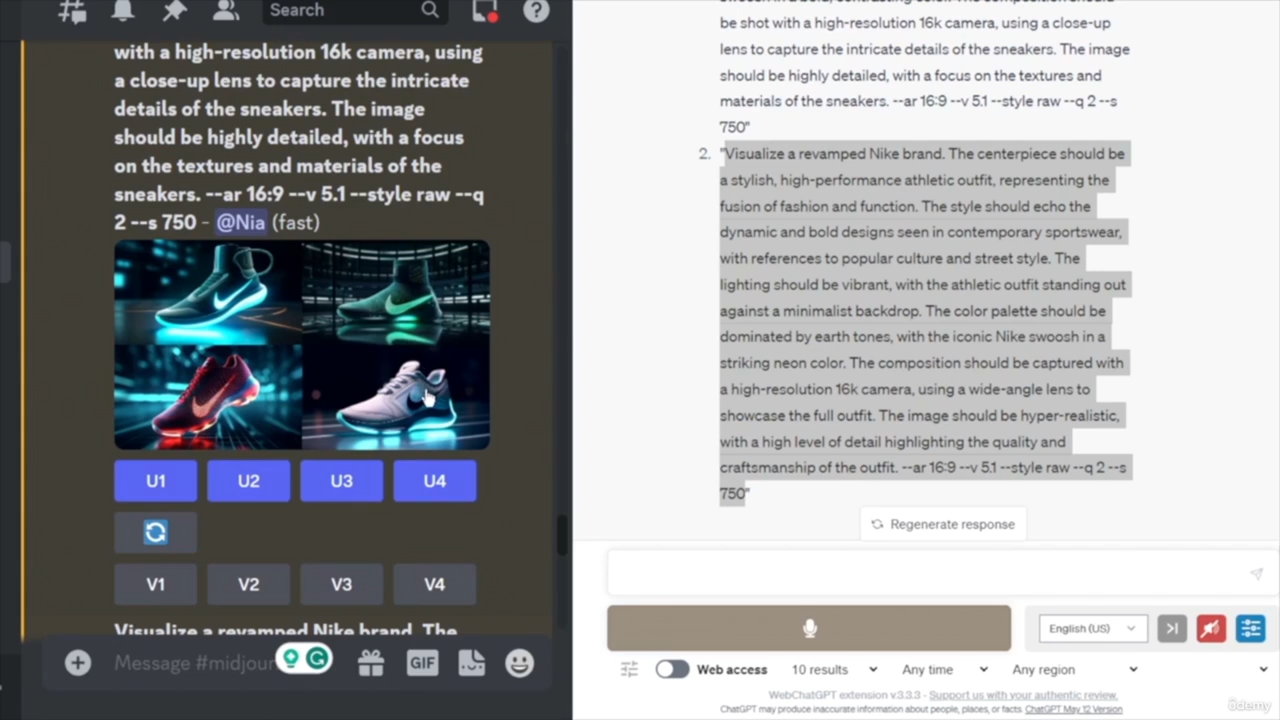 Search
with a high-resolution 16k camera, using
a close-up lens to capture the intricate
details of the sneakers. The image
should be highly detailed, with a focus
on the textures and materials of the
sneakers. --ar 16:9 --v 5.1 --style raw --q
2 --s 750 - @Nia (fast)
U1 U2 U3 U4
V1 V2 V3 V4
Visualize a revamped Nike brand. The
Message #midjour
GIF
be shot with a high-resolution 16k camera, using a close-up
lens to capture the intricate details of the sneakers. The image
should be highly detailed, with a focus on the textures and
materials of the sneakers. --ar 16:9 --v 5.1 --style raw --q 2 --s
750"
2. "Visualize a revamped Nike brand. The centerpiece should be
a stylish, high-performance athletic outfit, representing the
fusion of fashion and function. The style should echo the
dynamic and bold designs seen in contemporary sportswear,
with references to popular culture and street style. The
lighting should be vibrant, with the athletic outfit standing out
against a minimalist backdrop. The color palette should be
dominated by earth tones, with the iconic Nike swoosh in a
striking neon color. The composition should be captured with
a high-resolution 16k camera, using a wide-angle lens to
showcase the full outfit. The image should be hyper-realistic,
with a high level of detail highlighting the quality and
craftsmanship of the outfit. --ar 16:9 --v 5.1 --style raw --q 2 --s
750"
Regenerate response
English (US)
Web access 10 results Any time Any region
WebChatGPT extension v.3.3.3 - Support us with your authentic review.
ChatGPT may produce inaccurate information about people, places, or facts. ChatGPT May 12 Version
ûdemy